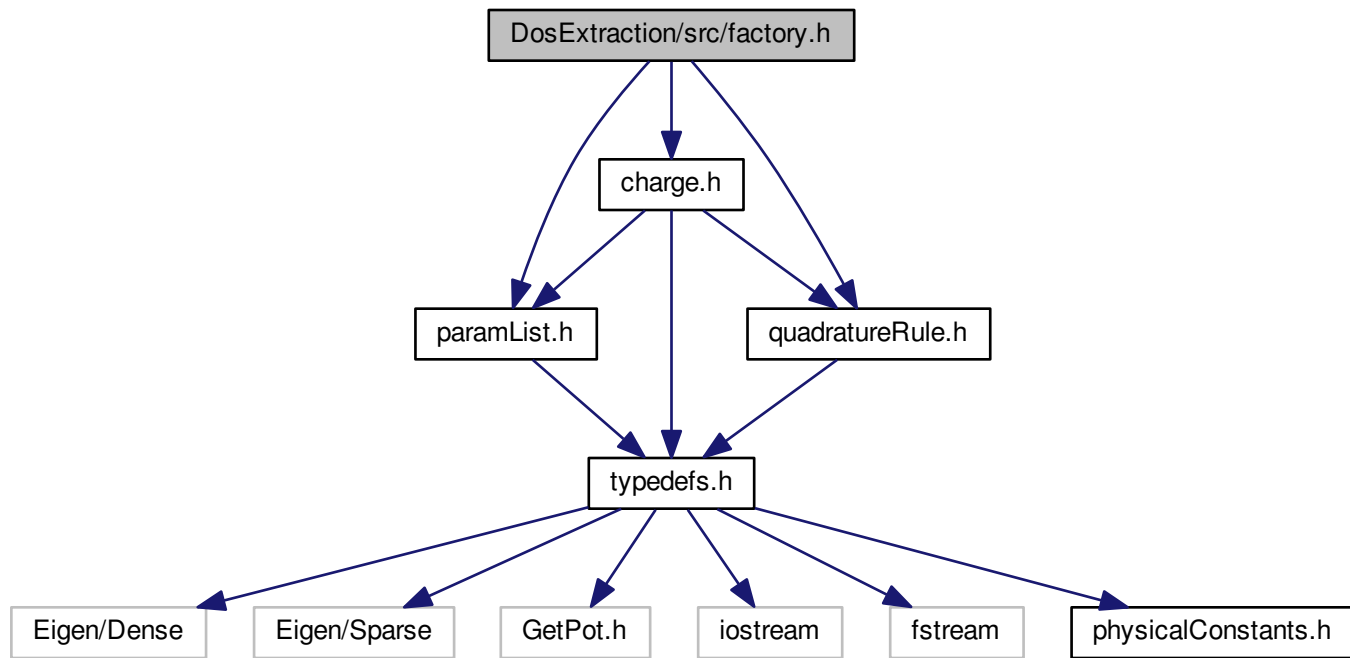 DosExtraction/src/factory.h
charge.h
paramList.h
quadratureRule.h
typedefs.h
Eigen/Dense
Eigen/Sparse
GetPot.h
iostream
fstream
physicalConstants.h